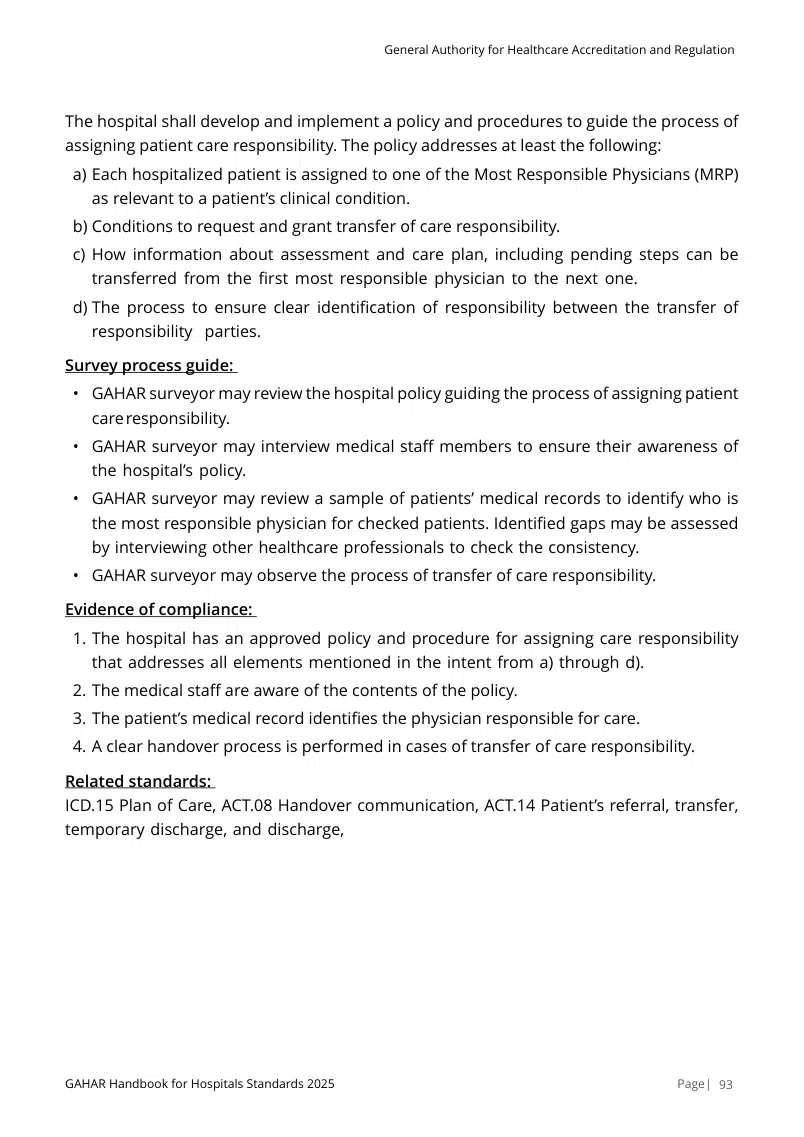 General Authority for Healthcare Accreditation and Regulation
The hospital shall develop and implement a policy and procedures to guide the process of
assigning patient care responsibility. The policy addresses at least the following:
a) Each hospitalized patient is assigned to one of the Most Responsible Physicians (MRP)
as relevant to a patient’s clinical condition.
b) Conditions to request and grant transfer of care responsibility.
c) How information about assessment and care plan, including pending steps can be
transferred from the first most responsible physician to the next one.
d) The process to ensure clear identification of responsibility between the transfer of
responsibility parties.
Survey process guide:
• GAHAR surveyor may review the hospital policy guiding the process of assigning patient
care responsibility.
• GAHAR surveyor may interview medical staff members to ensure their awareness of
the hospital’s policy.
• GAHAR surveyor may review a sample of patients’ medical records to identify who is
the most responsible physician for checked patients. Identified gaps may be assessed
by interviewing other healthcare professionals to check the consistency.
• GAHAR surveyor may observe the process of transfer of care responsibility.
Evidence of compliance:
1. The hospital has an approved policy and procedure for assigning care responsibility
that addresses all elements mentioned in the intent from a) through d).
2. The medical staff are aware of the contents of the policy.
3. The patient’s medical record identifies the physician responsible for care.
4. A clear handover process is performed in cases of transfer of care responsibility.
Related standards:
ICD.15 Plan of Care, ACT.08 Handover communication, ACT.14 Patient’s referral, transfer,
temporary discharge, and discharge,
GAHAR Handbook for Hospitals Standards 2025
Page| 93